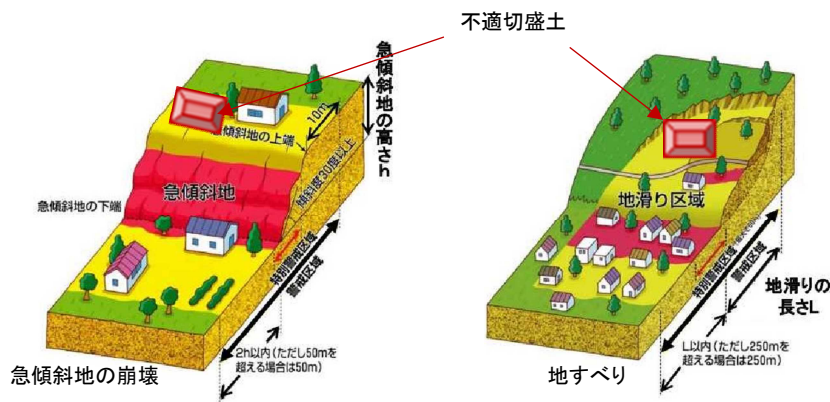 不適切盛土
急傾斜地の高さh
10m
傾斜地の上端
傾斜度30度以上
急傾斜地
急傾斜地の下端
特別警戒区域
警戒区域
2h以内(ただし50mを
超える場合は50m)
急傾斜地の崩壊
地滑り区域
特別警戒区域
警戒区域
地滑りの
長さL
L以内(ただし250mを
超える場合は250m)
地すべり